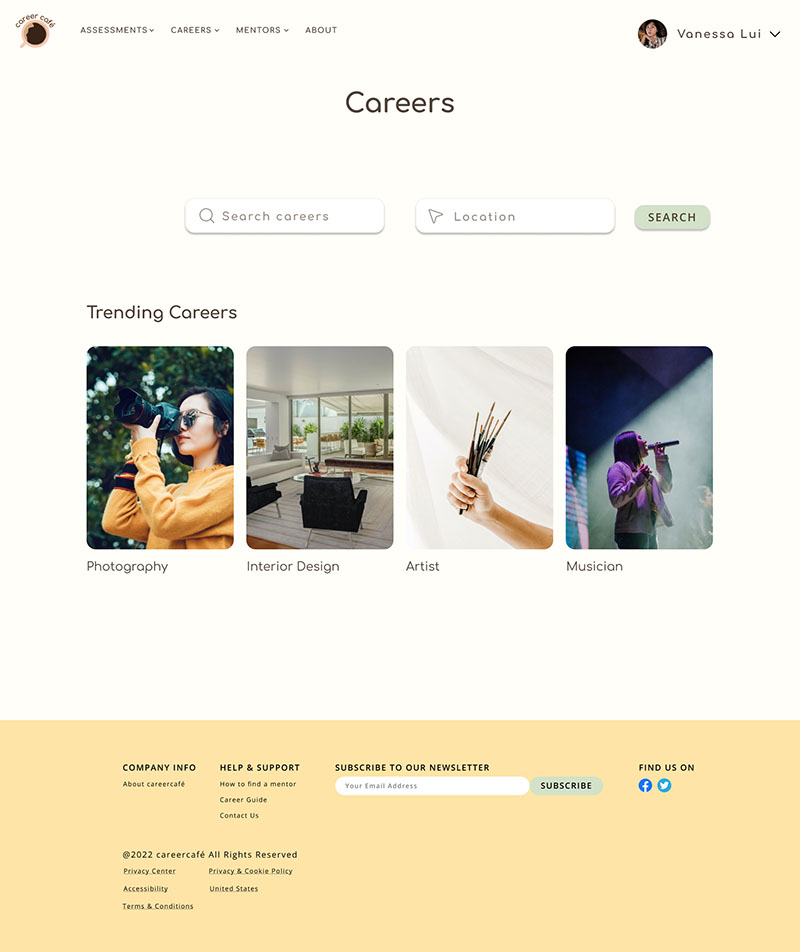 career café
ASSESSMENTS CAREERS MENTORS ABOUT
Vanessa Lui
Careers
Search careers
Location
SEARCH
Trending Careers
Photography
Interior Design
Artist
Musician
COMPANY INFO
About careercafé
HELP & SUPPORT
How to find a mentor
Career Guide
Contact Us
SUBSCRIBE TO OUR NEWSLETTER
Your Email Address
SUBSCRIBE
FIND US ON
@2022 careercafé All Rights Reserved
Privacy Center
Privacy & Cookie Policy
Accessibility
United States
Terms & Conditions